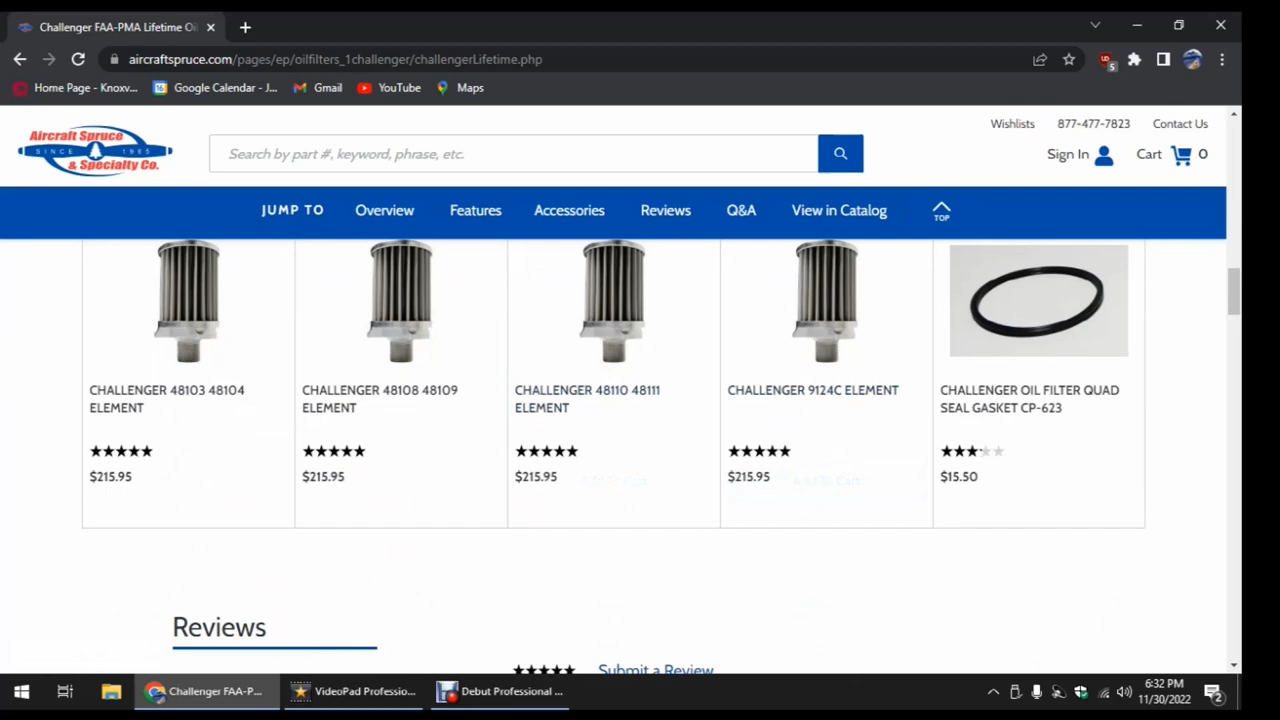 Challenger FAA-PMA Lifetime Oil
aircraftspruce.com/pages/ep/oilfilters_1challenger/challengerLifetime.php
UD
5
Home Page - Knoxv...
16
Google Calendar - J...
Gmail
YouTube
Maps
Wishlists
877-477-7823
Contact Us
Aircraft Spruce
SINCE 1965
& Specialty Co.
Search by part #, keyword, phrase, etc.
Sign In
Cart
0
JUMP TO
Overview
Features
Accessories
Reviews
Q&A
View in Catalog
TOP
CHALLENGER 48103 48104
ELEMENT
$215.95
CHALLENGER 48108 48109
ELEMENT
$215.95
CHALLENGER 48110 48111
ELEMENT
$215.95
CHALLENGER 9124C ELEMENT
$215.95
CHALLENGER OIL FILTER QUAD
SEAL GASKET CP-623
$15.50
Reviews
Submit a Review
Challenger FAA-P...
VideoPad Professio...
Debut Professional ...
6:32 PM
11/30/2022
2